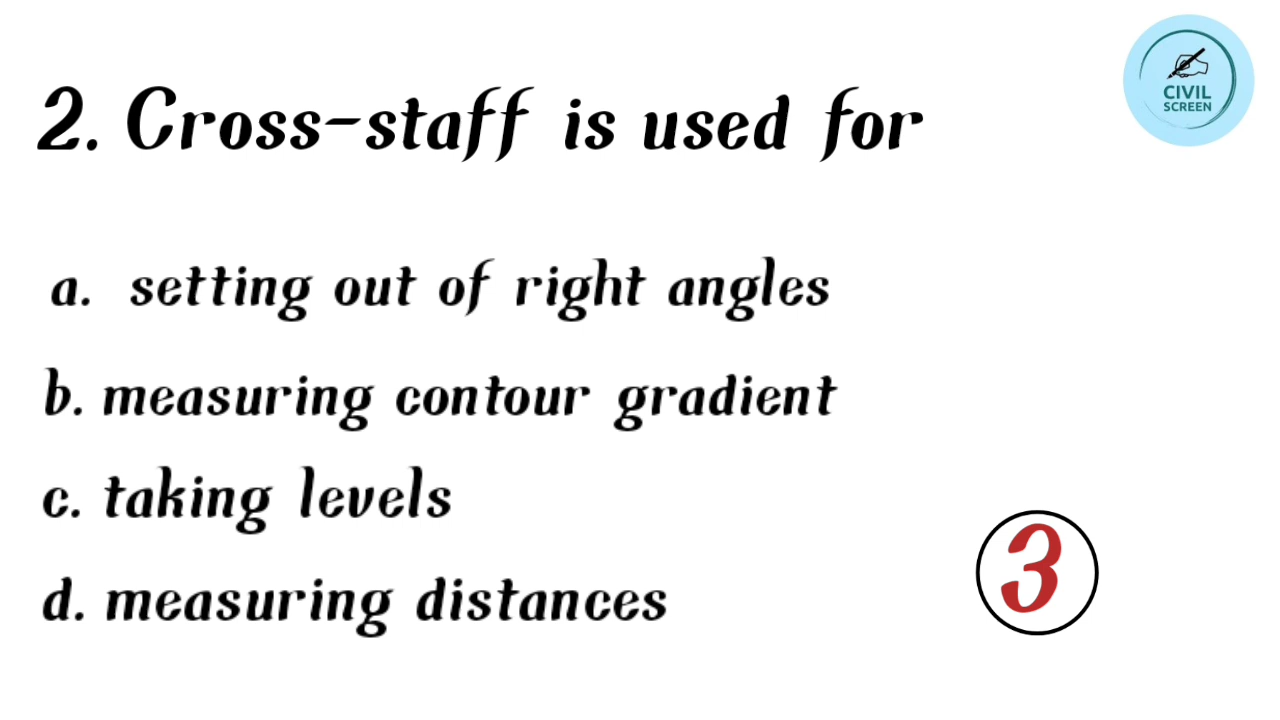 CIVIL
SCREEN
2. Cross-staff is used for
a. setting out of right angles
b. measuring contour gradient
c. taking levels
d. measuring distances
3